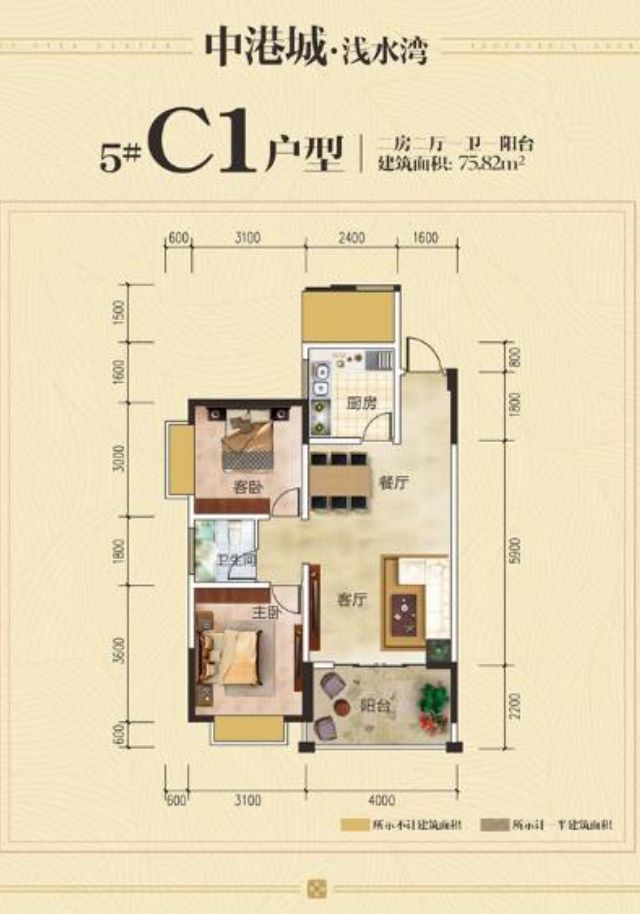 中港城·浅水湾
5#C1户型
二房二厅一卫一阳台
建筑面积: 75.82m²
600 3100 2400 1600
1500
1600
800
1800
厨房
3000
客卧
餐厅
1800
卫生间
5900
客厅
主卧
3600
阳台
2200
600
600 3100 4000
所示不计建筑面积
所示计一半建筑面积